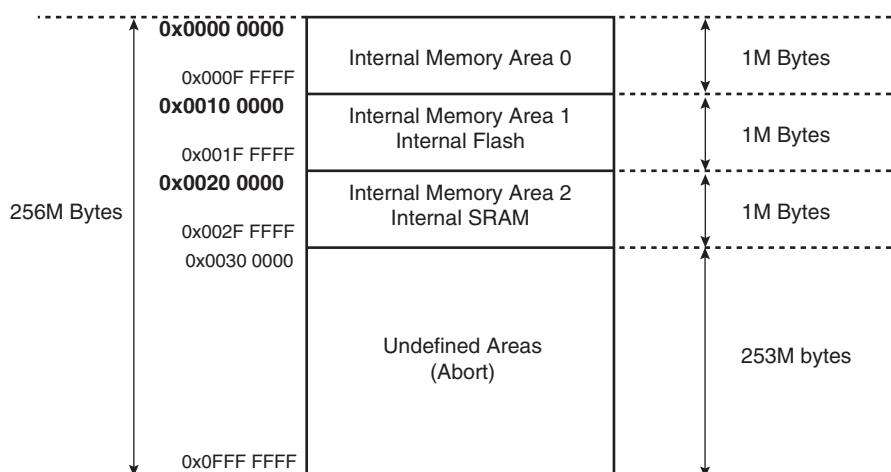 0x0000 0000
Internal Memory Area 0
1M Bytes
0x000F FFFF
0x0010 0000
Internal Memory Area 1
Internal Flash
1M Bytes
0x001F FFFF
0x0020 0000
256M Bytes
Internal Memory Area 2
Internal SRAM
1M Bytes
0x002F FFFF
0x0030 0000
Undefined Areas
(Abort)
253M bytes
0x0FFF FFFF